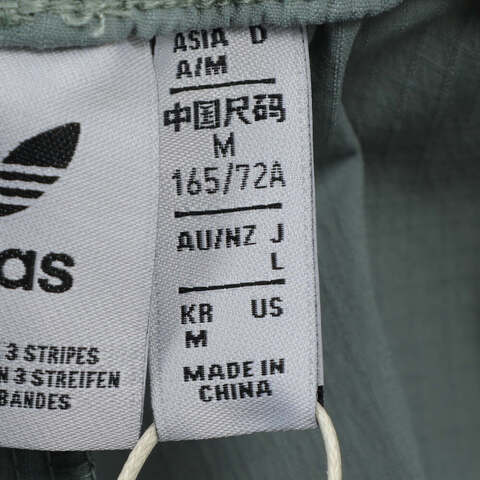 ASIA D
A/M
中国尺码
M
165/72A
AU/NZ J
L
KR US
M
MADE IN
CHINA
das
3 STRIPES
N 3 STREIFEN
BANDES